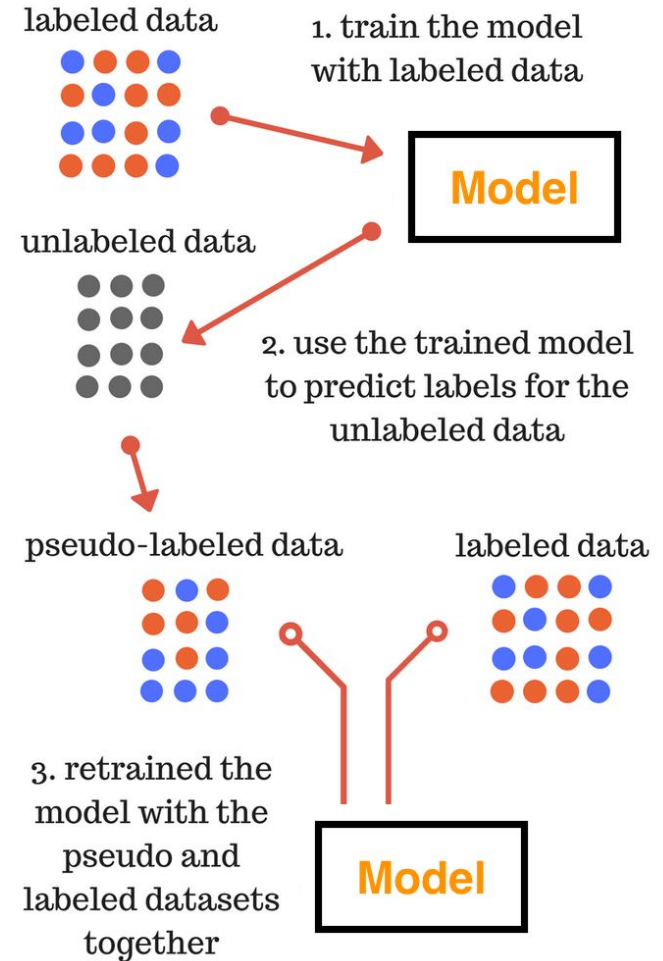 labeled data
1. train the model
with labeled data
Model
unlabeled data
2. use the trained model
to predict labels for the
unlabeled data
pseudo-labeled data
labeled data
3. retrained the
model with the
pseudo and
labeled datasets
together
Model